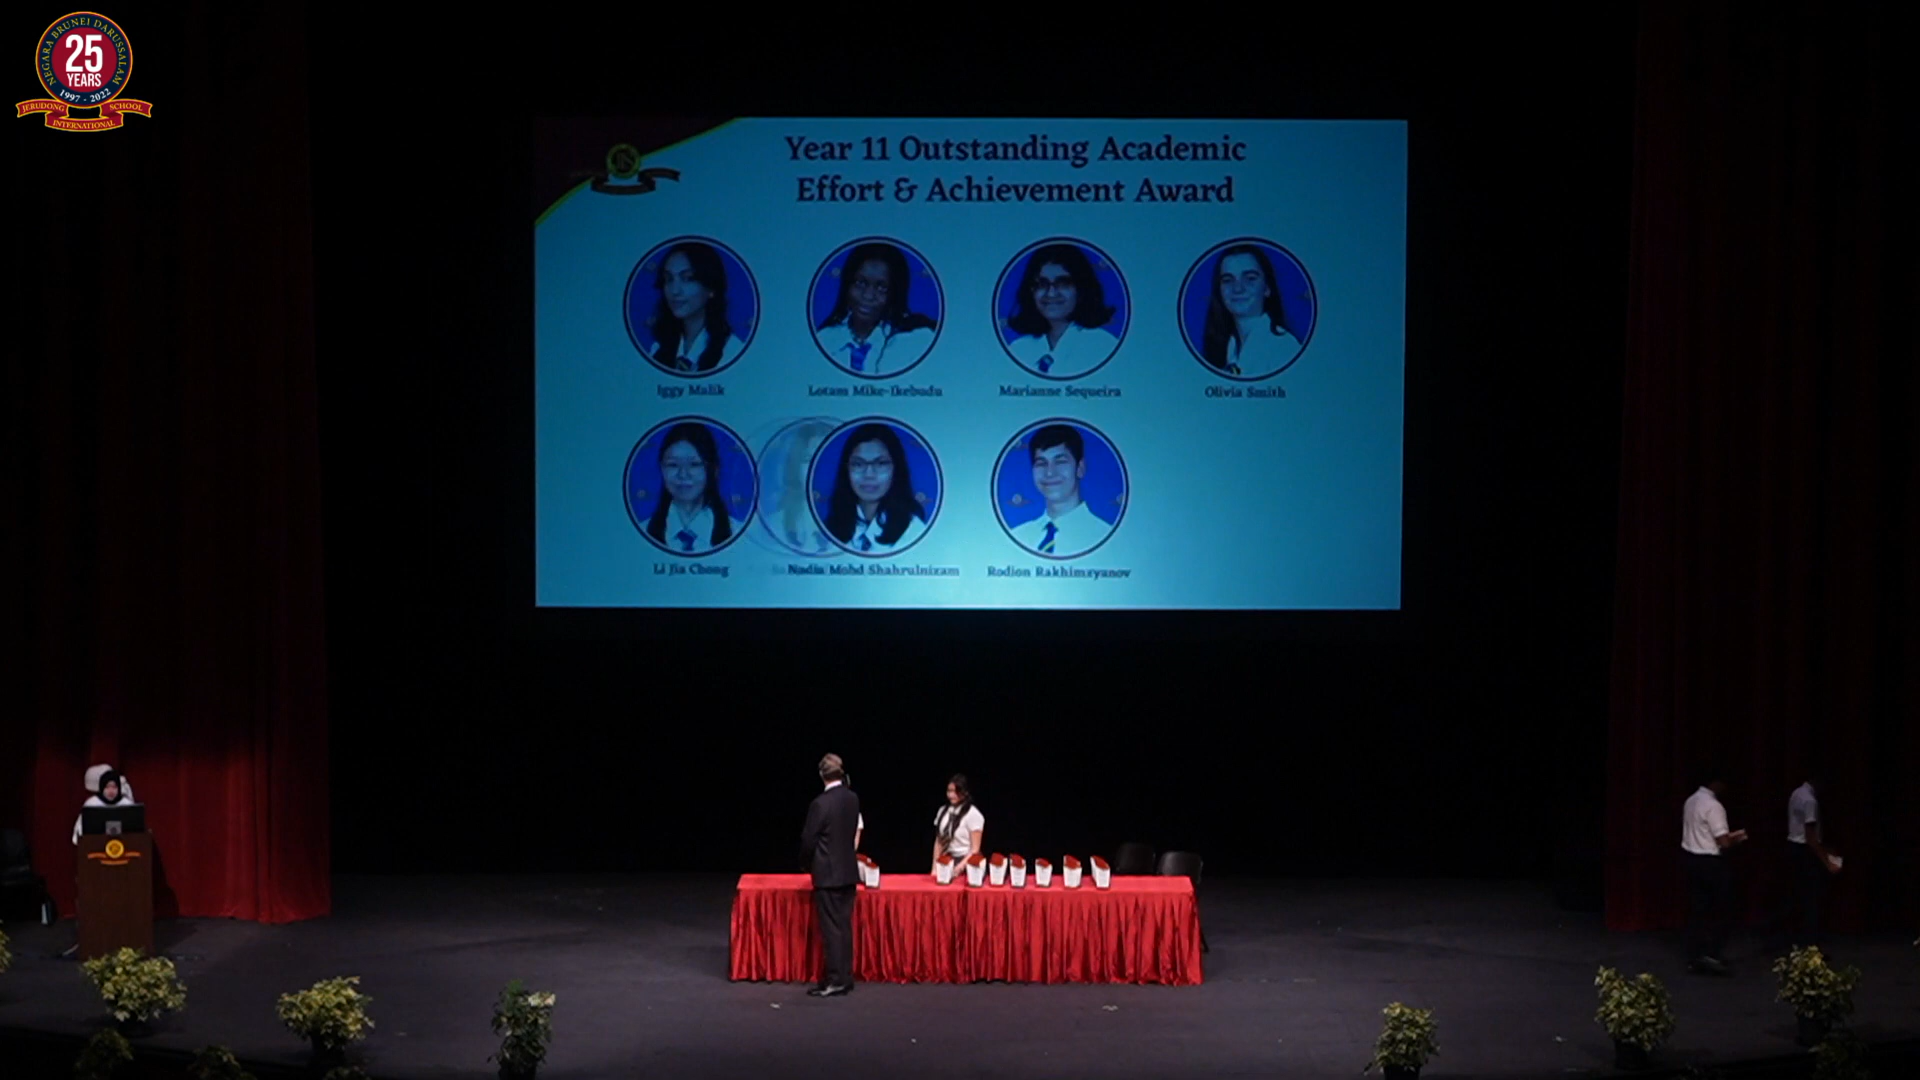 NEGARA BRUNEI DARUSSALAM
25
YEARS
1997 - 2022
JERUDONG
INTERNATIONAL
SCHOOL
Year 11 Outstanding Academic
Effort & Achievement Award
Iggy Malik
Lotam Mike-Ikebudu
Marianne Sequeira
Olivia Smith
Li Jia Chong
Nadia Mohd Shahrulnizam
Rodion Rakhimzyanov